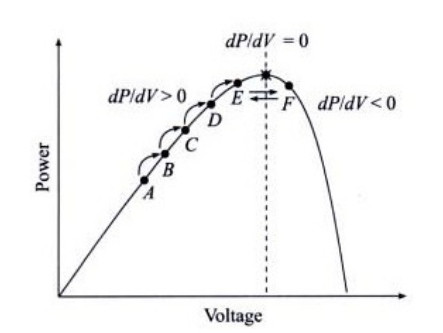 dP/dV = 0
dP/dV > 0
dP/dV < 0
E
F
D
C
B
A
Power
Voltage